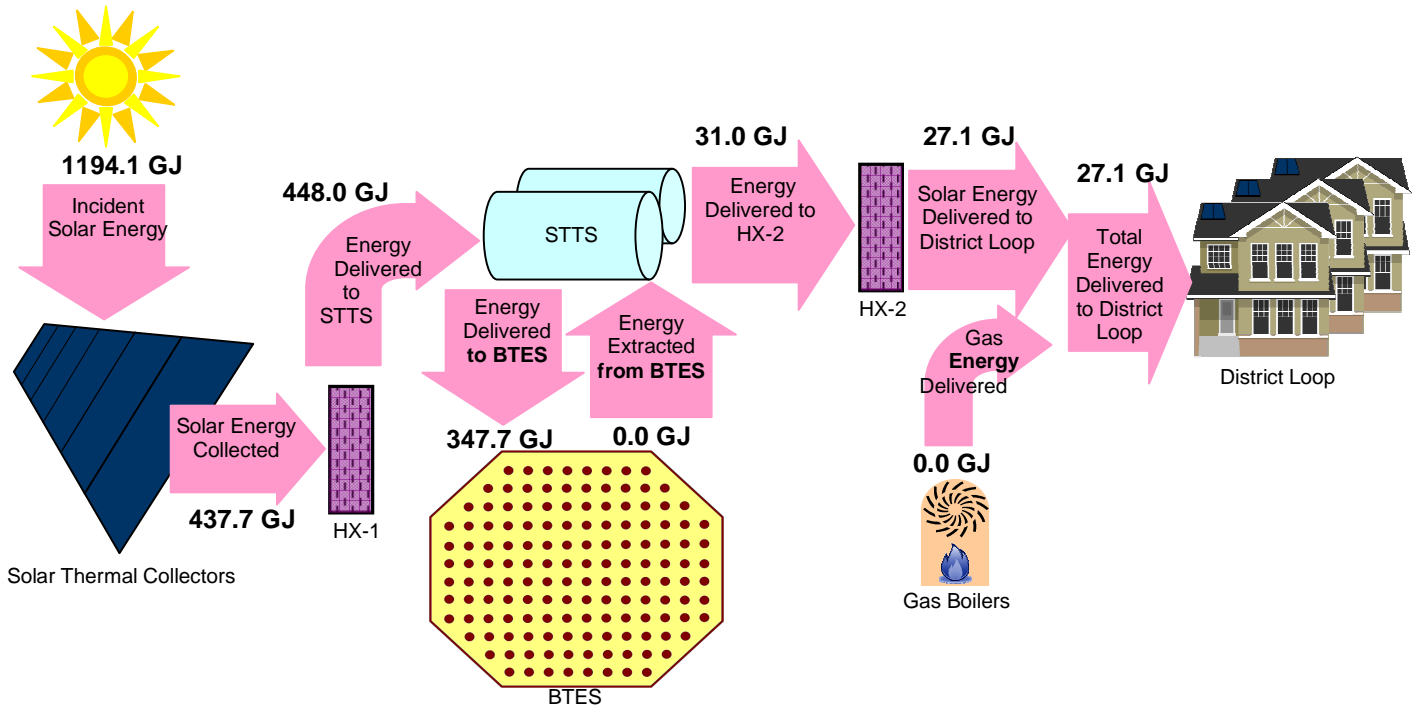 1194.1 GJ
Incident
Solar Energy
Solar Thermal Collectors
Solar Energy
Collected
437.7 GJ
HX-1
448.0 GJ
Energy
Delivered
to
STTS
STTS
Energy
Delivered
to BTES
347.7 GJ
Energy
Extracted
from BTES
0.0 GJ
BTES
31.0 GJ
Energy
Delivered to
HX-2
HX-2
27.1 GJ
Solar Energy
Delivered to
District Loop
Gas
Energy
Delivered
0.0 GJ
Gas Boilers
27.1 GJ
Total
Energy
Delivered
to District
Loop
District Loop